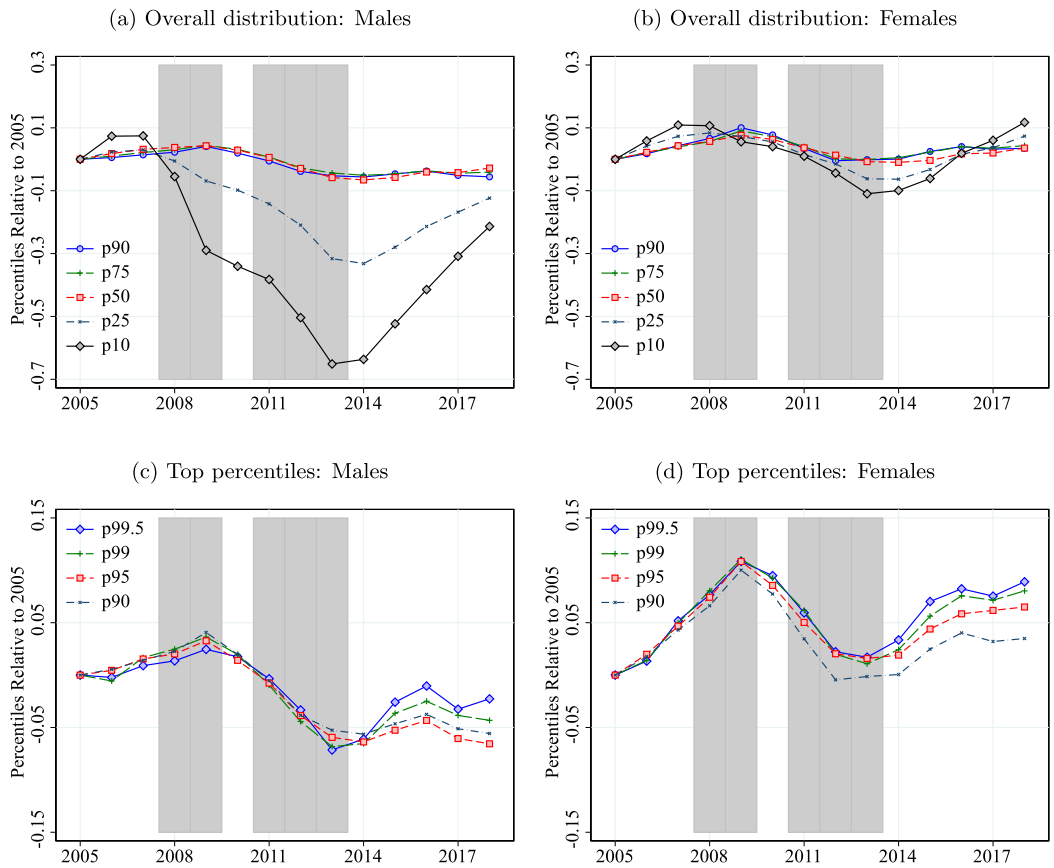 (a) Overall distribution: Males
Percentiles Relative to 2005
0.3
0.1
-0.1
-0.3
-0.5
-0.7
p90
p75
p50
p25
p10
2005 2008 2011 2014 2017
(b) Overall distribution: Females
Percentiles Relative to 2005
0.3
0.1
-0.1
-0.3
-0.5
-0.7
p90
p75
p50
p25
p10
2005 2008 2011 2014 2017
(c) Top percentiles: Males
Percentiles Relative to 2005
0.15
0.05
-0.05
-0.15
p99.5
p99
p95
p90
2005 2008 2011 2014 2017
(d) Top percentiles: Females
Percentiles Relative to 2005
0.15
0.05
-0.05
-0.15
p99.5
p99
p95
p90
2005 2008 2011 2014 2017